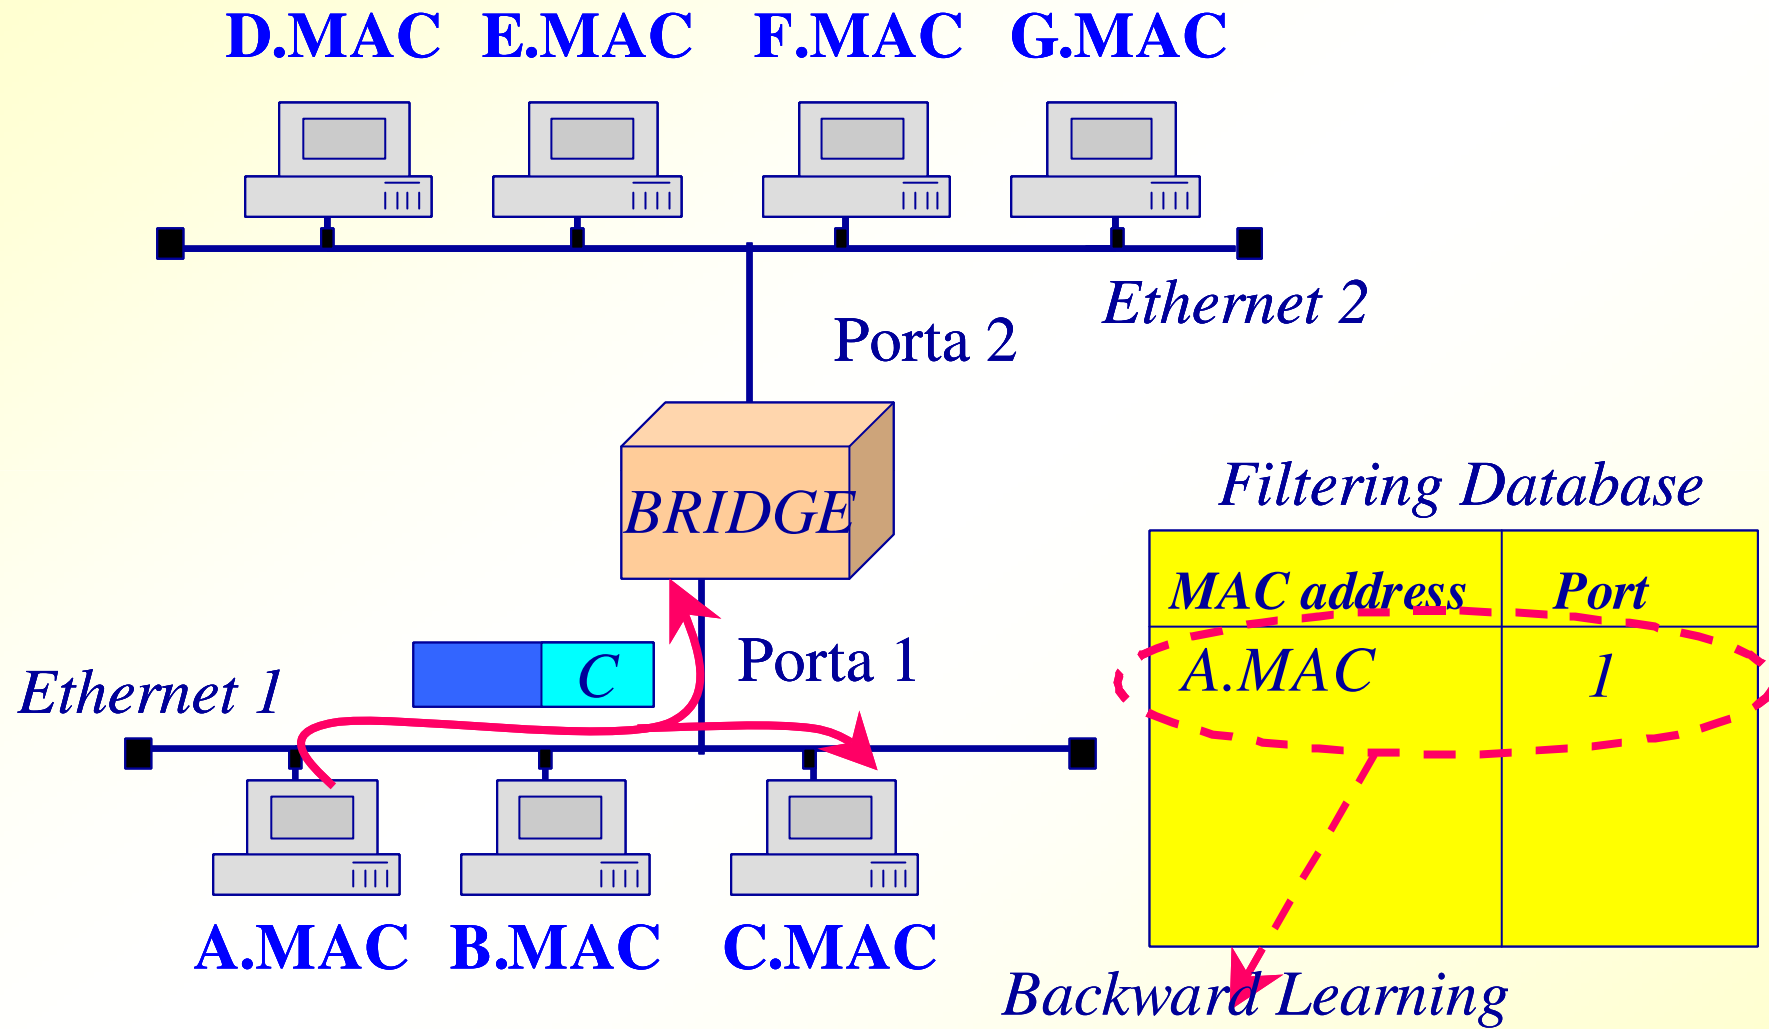 D.MAC E.MAC F.MAC G.MAC
Ethernet 2
Porta 2
BRIDGE
Filtering Database
MAC address Port
A.MAC 1
C
Porta 1
Ethernet 1
A.MAC B.MAC C.MAC
Backward Learning